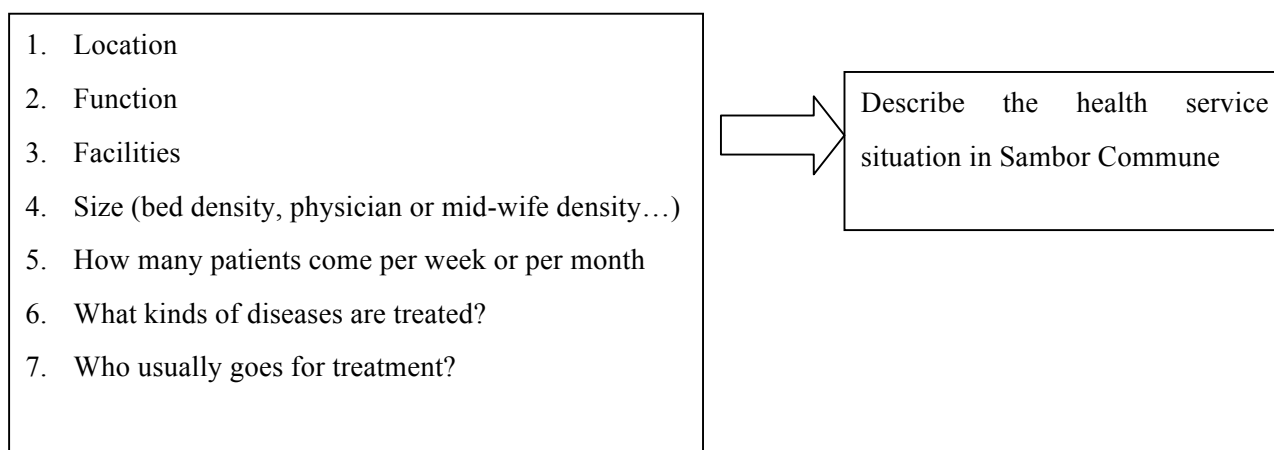 1. Location
2. Function
3. Facilities
4. Size (bed density, physician or mid-wife density…)
5. How many patients come per week or per month
6. What kinds of diseases are treated?
7. Who usually goes for treatment?
Describe the health service
situation in Sambor Commune